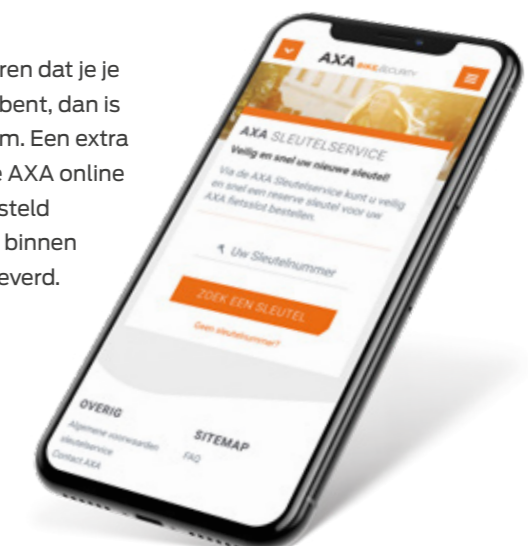 ren dat je je
bent, dan is
m. Een extra
e AXA online
steld
binnen
everd.
AXA BIKE SECURITY
AXA SLEUTELSERVICE
Veilig en snel uw nieuwe sleutel!
Via de AXA Sleutelservice kunt u veilig
en snel een reserve sleutel voor uw
AXA fietsslot bestellen.
Uw Sleutelnummer
ZOEK EEN SLEUTEL
Geen sleutelnummer?
OVERIG
Algemene voorwaarden
sleutelservice
Contact AXA
SITEMAP
FAQ